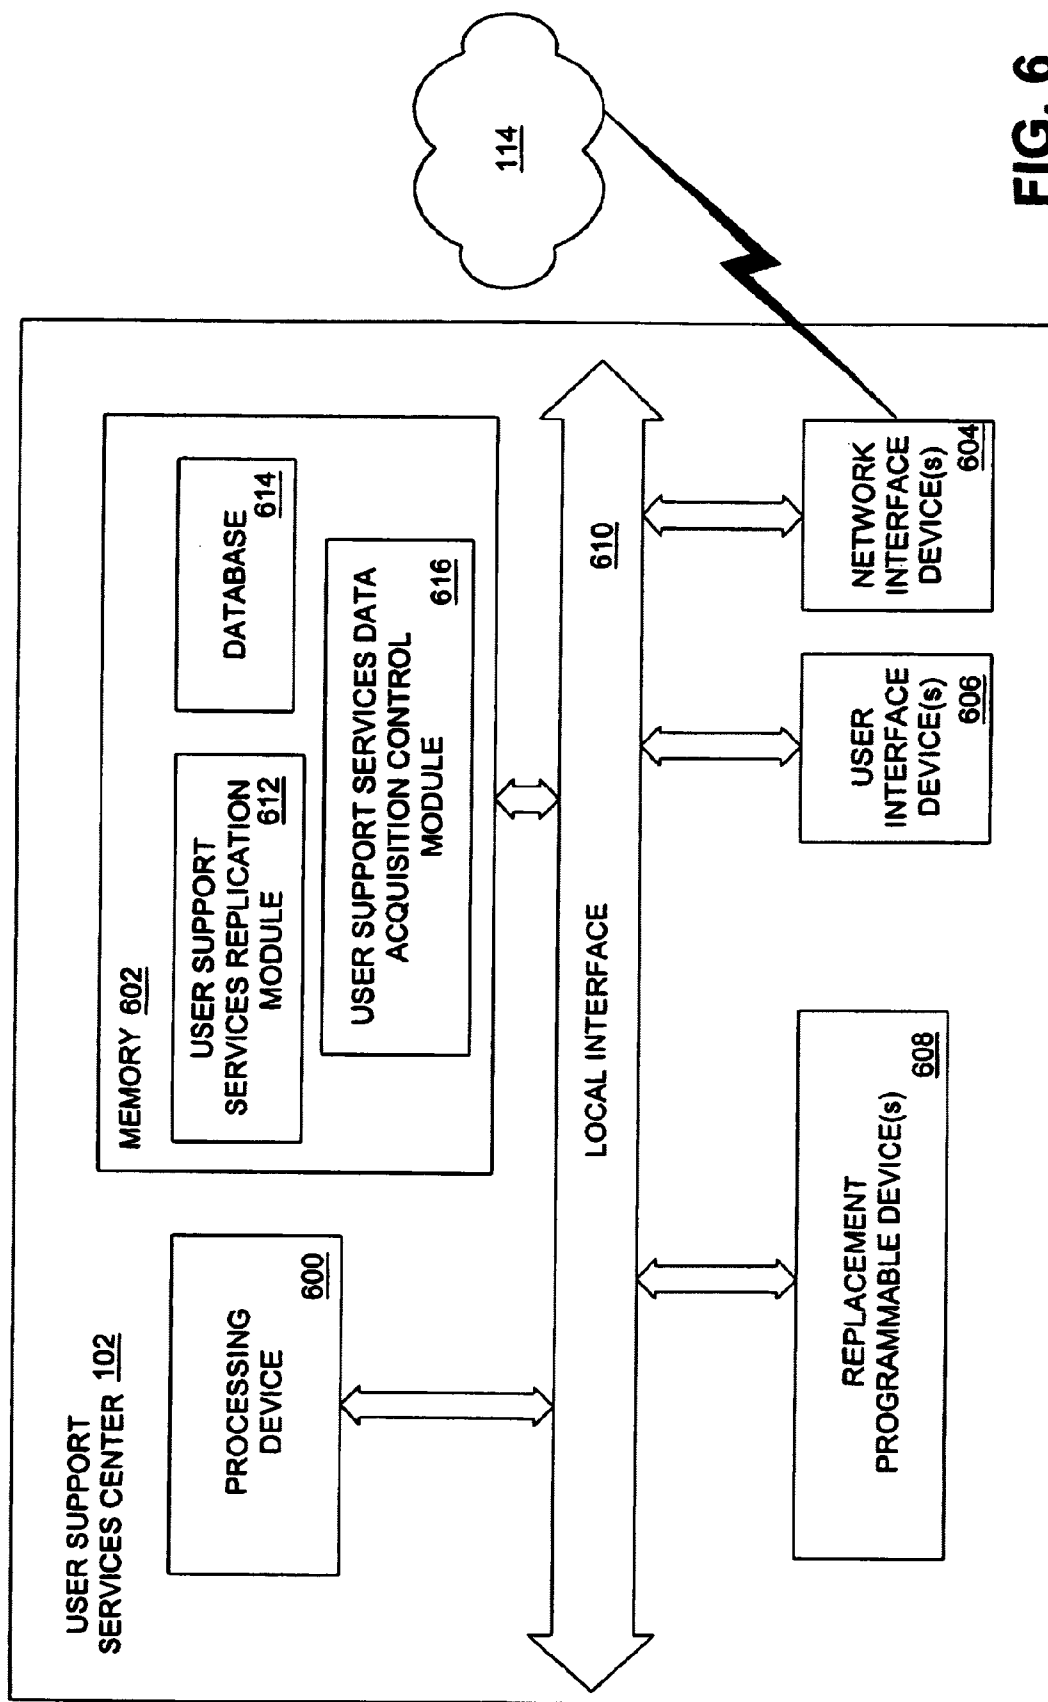 USER SUPPORT
SERVICES CENTER 102
PROCESSING
DEVICE
600
MEMORY 602
USER SUPPORT
SERVICES REPLICATION
MODULE 612
DATABASE
614
USER SUPPORT SERVICES DATA
ACQUISITION CONTROL
MODULE
616
LOCAL INTERFACE
610
REPLACEMENT
PROGRAMMABLE DEVICE(s)
608
USER
INTERFACE
DEVICE(s)
606
NETWORK
INTERFACE
DEVICE(s)
604
114
FIG. 6